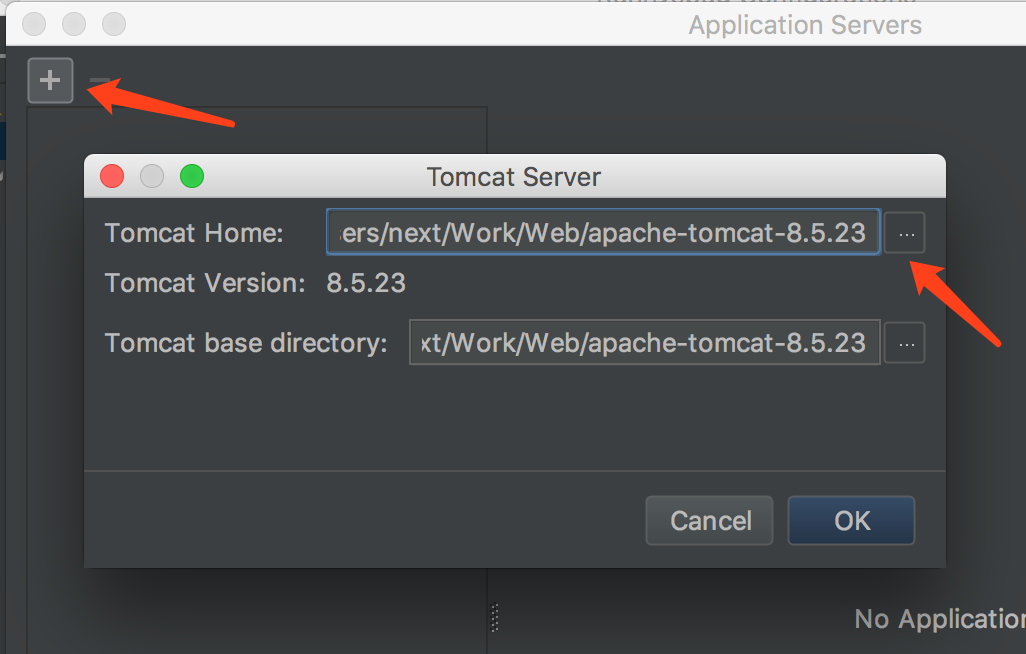 Application Servers
+
Tomcat Server
Tomcat Home: ers/next/Work/Web/apache-tomcat-8.5.23 ...
Tomcat Version: 8.5.23
Tomcat base directory: xt/Work/Web/apache-tomcat-8.5.23 ...
Cancel OK
No Application